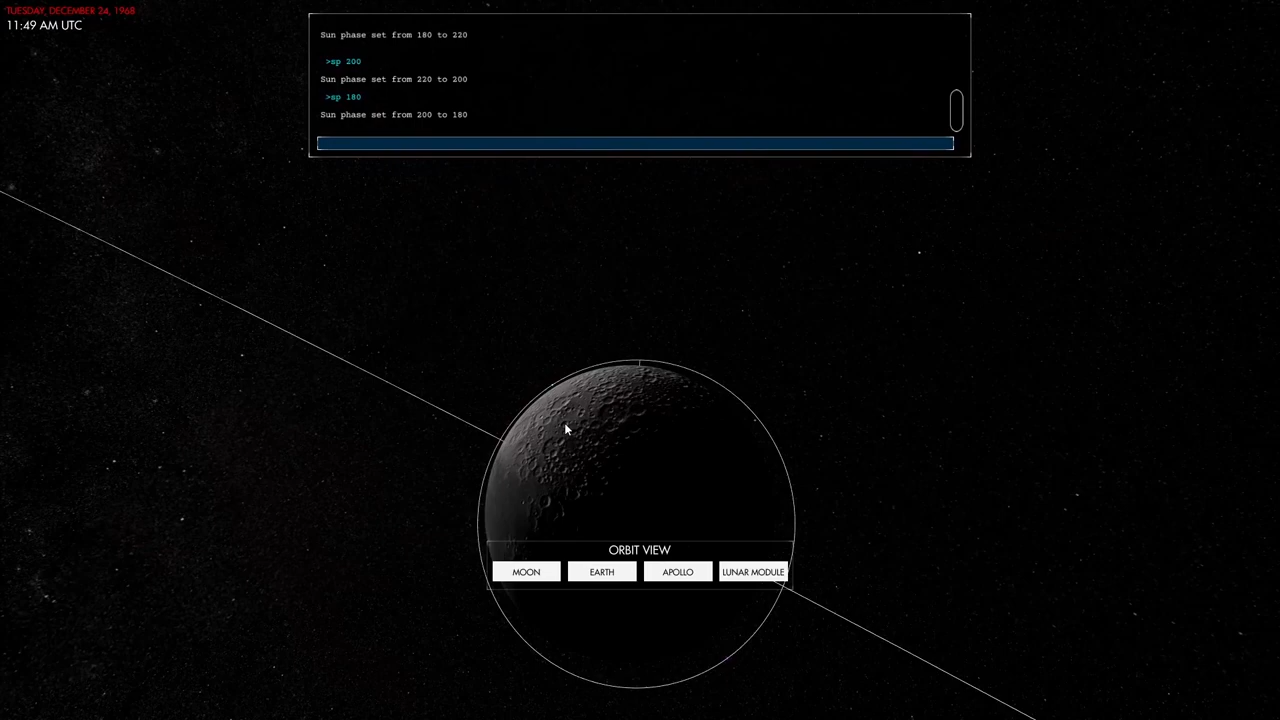 TUESDAY, DECEMBER 24, 1968
11:49 AM UTC
Sun phase set from 180 to 220
>sp 200
Sun phase set from 220 to 200
>sp 180
Sun phase set from 200 to 180
ORBIT VIEW
MOON
EARTH
APOLLO
LUNAR MODULE